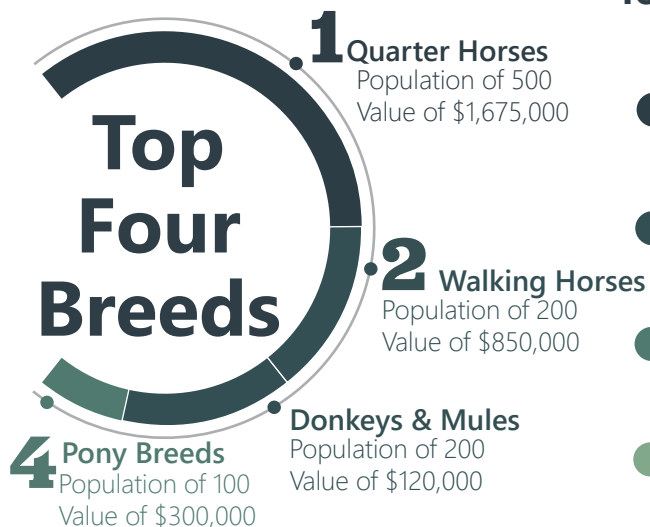 Top
Four
Breeds
1 Quarter Horses
Population of 500
Value of $1,675,000
2 Walking Horses
Population of 200
Value of $850,000
Donkeys & Mules
Population of 200
Value of $120,000
4 Pony Breeds
Population of 100
Value of $300,000